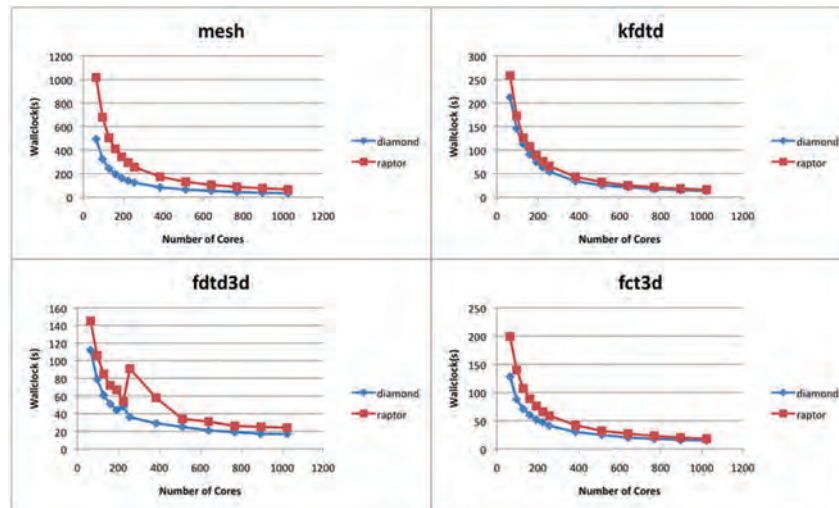 mesh
1200
1000
800
600
400
200
0
Wallclock(s)
0 200 400 600 800 1000 1200
Number of Cores
diamond
raptor
kfdtd
300
250
200
150
100
50
0
Wallclock(s)
0 200 400 600 800 1000 1200
Number of Cores
diamond
raptor
fdtd3d
160
140
120
100
80
60
40
20
0
Wallclock (s)
0 200 400 600 800 1000 1200
Number of Cores
diamond
raptor
fct3d
250
200
150
100
50
0
Wallclock(s)
0 200 400 600 800 1000 1200
Number of Cores
diamond
raptor